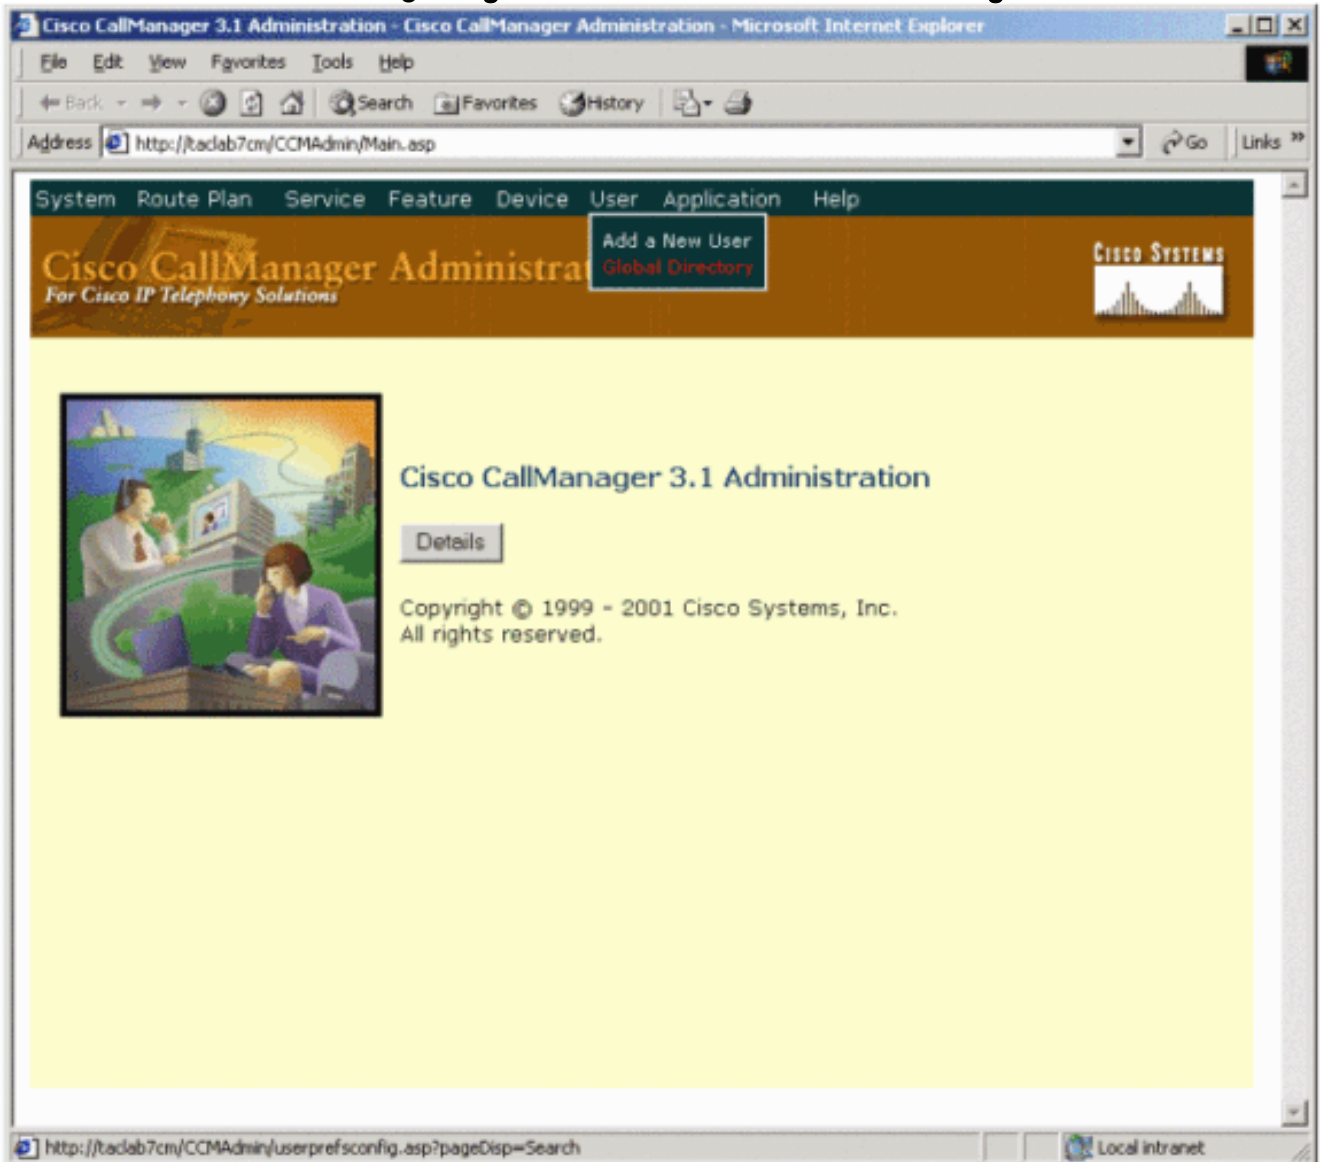 Cisco CallManager 3.1 Administration - Cisco CallManager Administration - Microsoft Internet Explorer
File Edit View Favorites Tools Help
Back Search Favorites History
Address http://taclab7cm/CCMAdmin/Main.asp Go Links »
System Route Plan Service Feature Device User Application Help
Add a New User
Global Directory
Cisco CallManager Administrat
For Cisco IP Telephony Solutions
CISCO SYSTEMS
Cisco CallManager 3.1 Administration
Details
Copyright © 1999 - 2001 Cisco Systems, Inc.
All rights reserved.
http://taclab7cm/CCMAdmin/userprefsconfig.asp?pageDisp=Search Local intranet